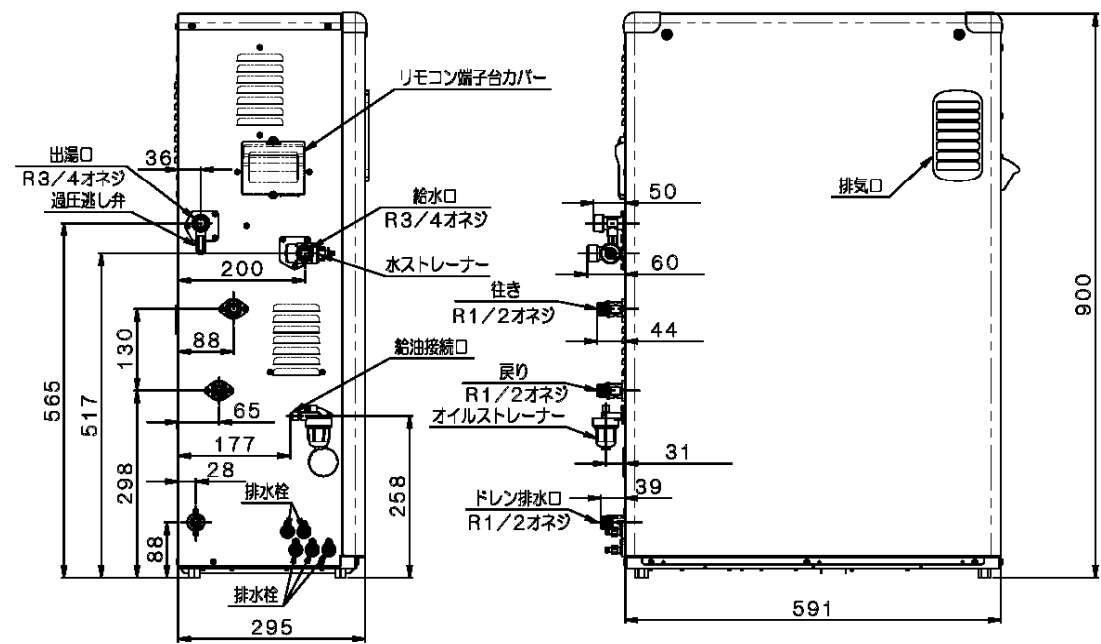 リモコン端子台カバー
出湯口
R3/4オネジ
過圧逃し弁
36
給水口
R3/4オネジ
水ストレーナー
200
88
130
給油接続口
565
517
65
177
298
28
258
排水栓
88
排水栓
295
排気口
50
60
往き
R1/2オネジ
44
戻り
R1/2オネジ
オイルストレーナー
31
39
ドレン排水口
R1/2オネジ
900
591